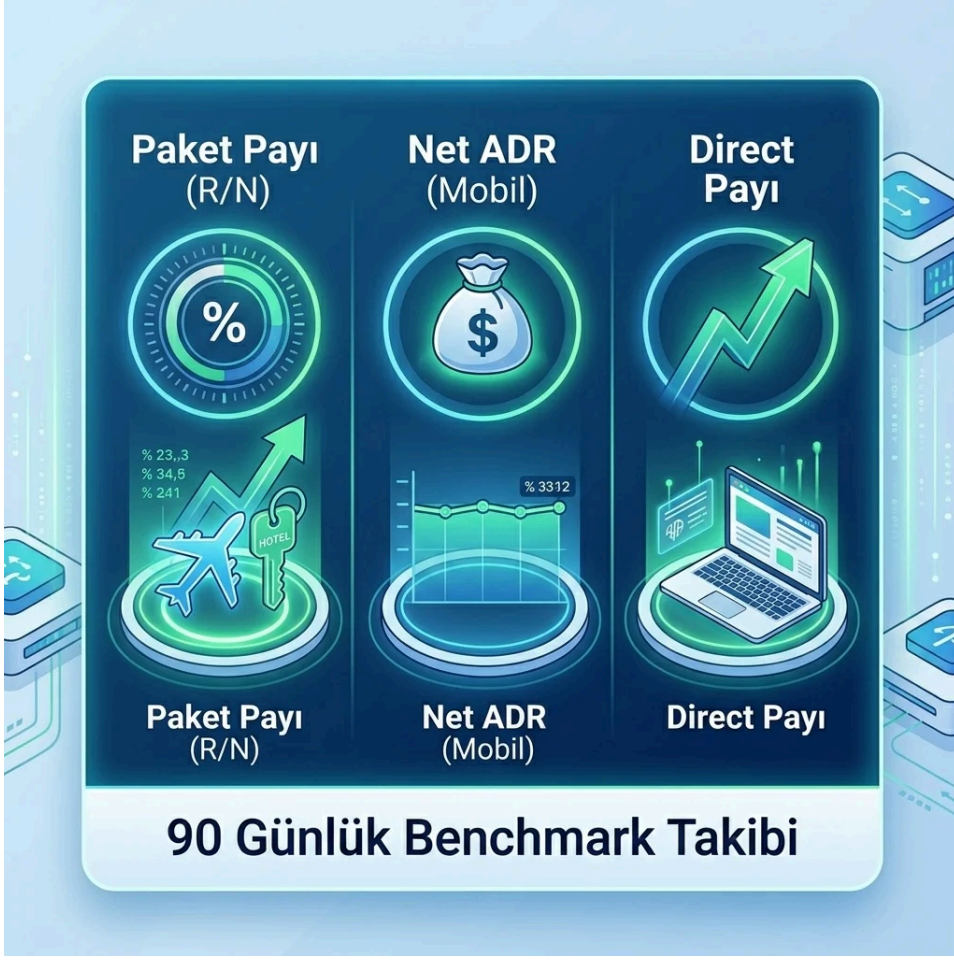 Paket Payı
(R/N)
Net ADR
(Mobil)
Direct
Payı
%
$
% 23,,3
% 34,5
% 241
HOTEL
% 3312
Paket Payı
(R/N)
Net ADR
(Mobil)
Direct Payı
90 Günlük Benchmark Takibi